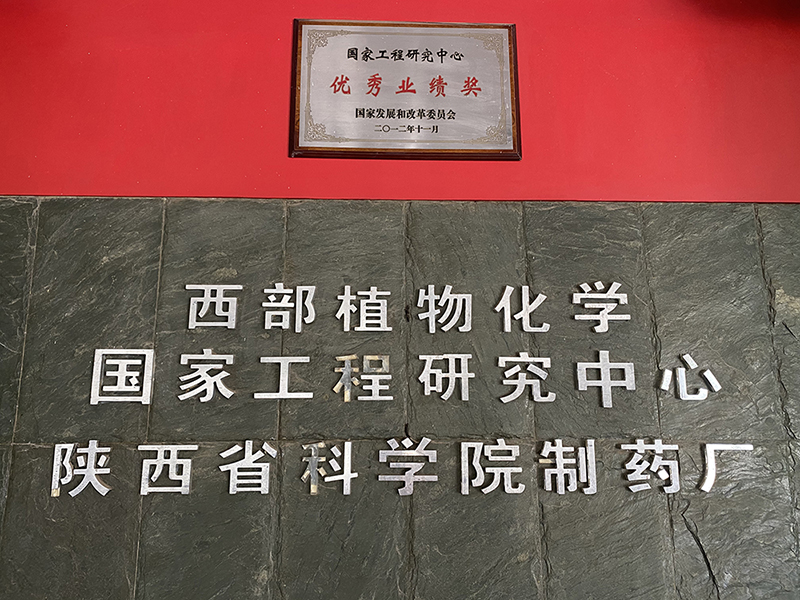 国家工程研究中心
优秀业绩奖
国家发展和改革委员会
二〇一二年十一月
西部植物化学
国家工程研究中心
陕西省科学院制药厂